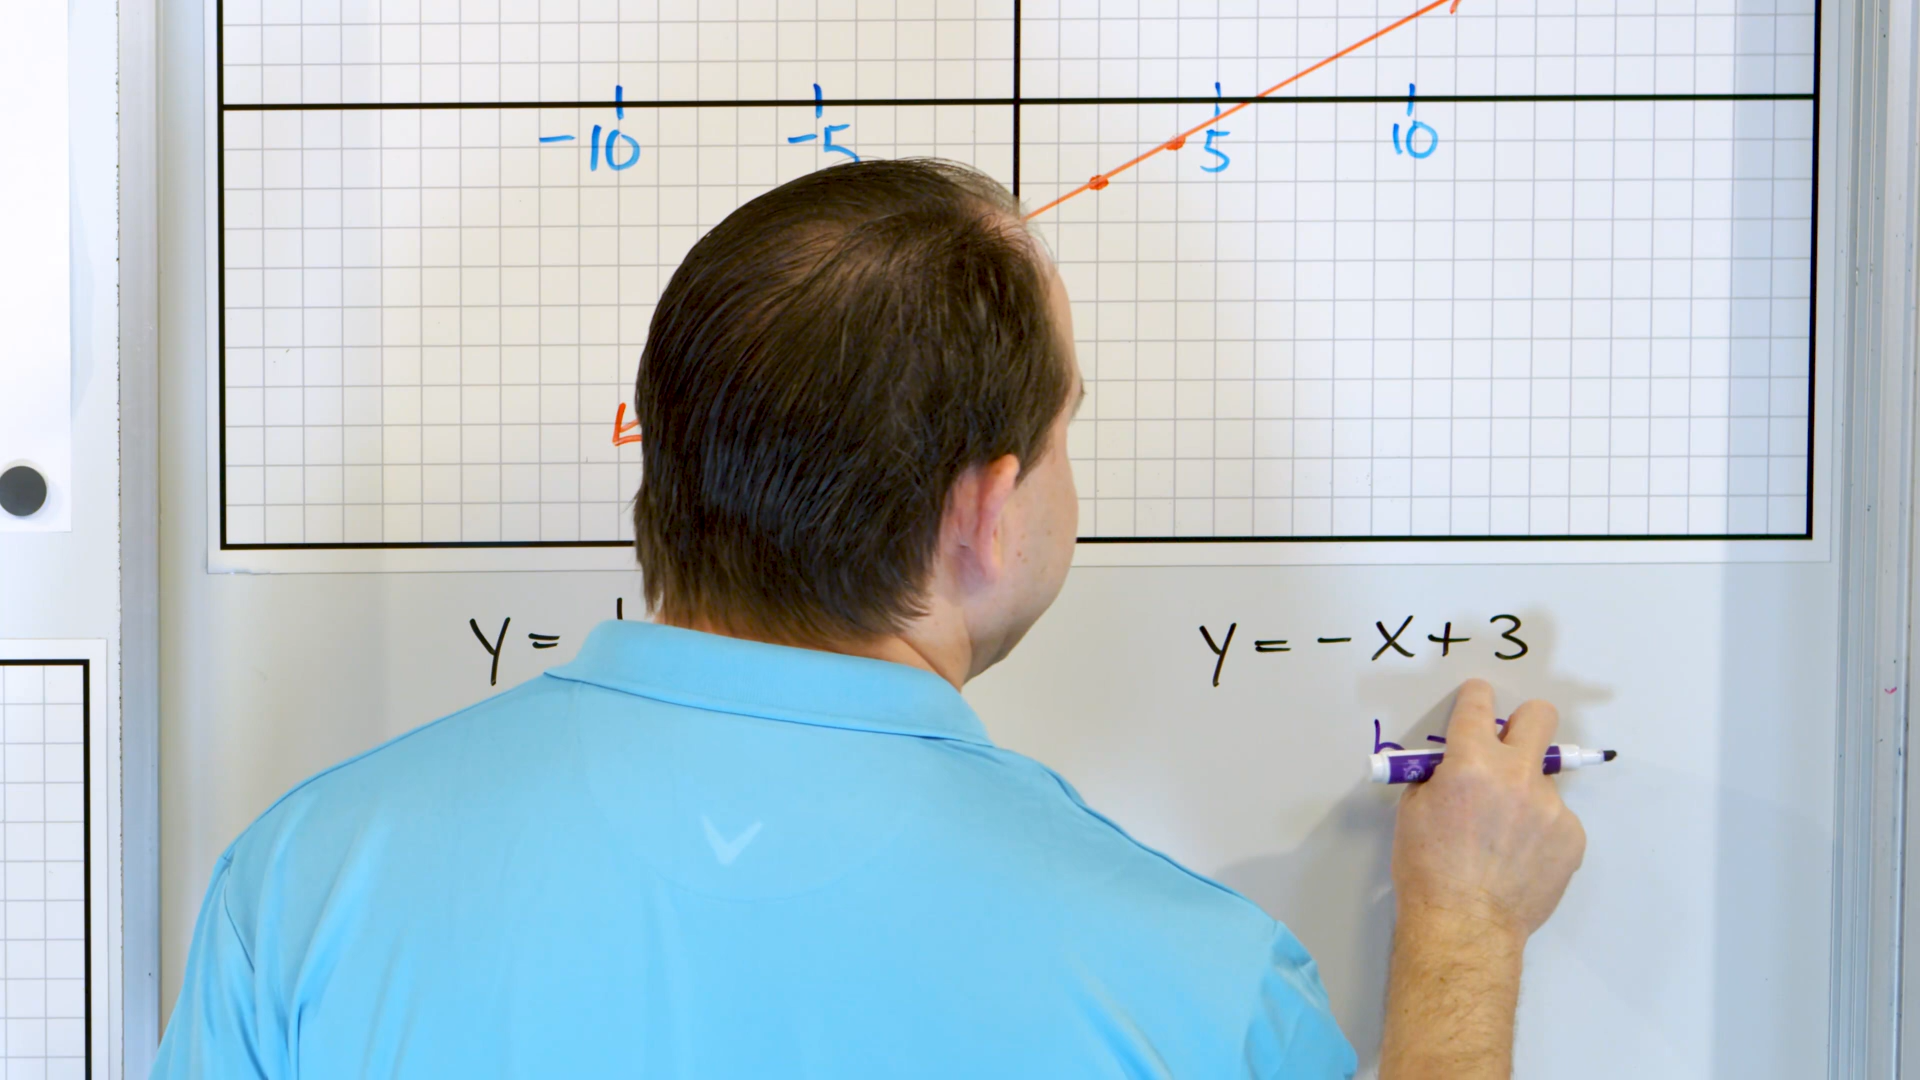 -10 -5 5 10
y = y = -x + 3
b